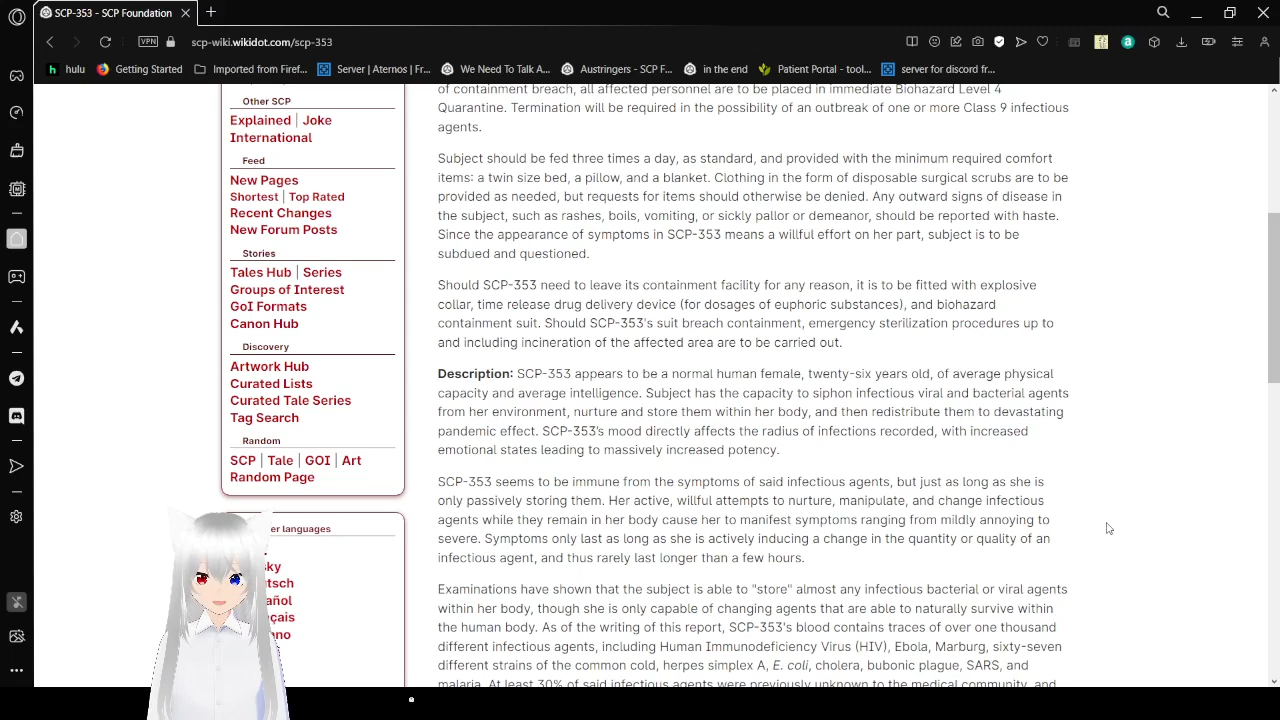 SCP-353 - SCP Foundation
VPN
scp-wiki.wikidot.com/scp-353
hulu
Getting Started
Imported from Firef...
Server | Aternos | Fr...
We Need To Talk A...
Austringers - SCP F...
in the end
Patient Portal - tool...
server for discord fr...
Other SCP
Explained | Joke
International
Feed
New Pages
Shortest | Top Rated
Recent Changes
New Forum Posts
Stories
Tales Hub | Series
Groups of Interest
GoI Formats
Canon Hub
Discovery
Artwork Hub
Curated Lists
Curated Tale Series
Tag Search
Random
SCP | Tale | GOI | Art
Random Page
er languages
sky
utsch
añol
nçais
ano
of containment breach, all affected personnel are to be placed in immediate Biohazard Level 4
Quarantine. Termination will be required in the possibility of an outbreak of one or more Class 9 infectious
agents.
Subject should be fed three times a day, as standard, and provided with the minimum required comfort
items: a twin size bed, a pillow, and a blanket. Clothing in the form of disposable surgical scrubs are to be
provided as needed, but requests for items should otherwise be denied. Any outward signs of disease in
the subject, such as rashes, boils, vomiting, or sickly pallor or demeanor, should be reported with haste.
Since the appearance of symptoms in SCP-353 means a willful effort on her part, subject is to be
subdued and questioned.
Should SCP-353 need to leave its containment facility for any reason, it is to be fitted with explosive
collar, time release drug delivery device (for dosages of euphoric substances), and biohazard
containment suit. Should SCP-353's suit breach containment, emergency sterilization procedures up to
and including incineration of the affected area are to be carried out.
Description: SCP-353 appears to be a normal human female, twenty-six years old, of average physical
capacity and average intelligence. Subject has the capacity to siphon infectious viral and bacterial agents
from her environment, nurture and store them within her body, and then redistribute them to devastating
pandemic effect. SCP-353's mood directly affects the radius of infections recorded, with increased
emotional states leading to massively increased potency.
SCP-353 seems to be immune from the symptoms of said infectious agents, but just as long as she is
only passively storing them. Her active, willful attempts to nurture, manipulate, and change infectious
agents while they remain in her body cause her to manifest symptoms ranging from mildly annoying to
severe. Symptoms only last as long as she is actively inducing a change in the quantity or quality of an
infectious agent, and thus rarely last longer than a few hours.
Examinations have shown that the subject is able to "store" almost any infectious bacterial or viral agents
within her body, though she is only capable of changing agents that are able to naturally survive within
the human body. As of the writing of this report, SCP-353's blood contains traces of over one thousand
different infectious agents, including Human Immunodeficiency Virus (HIV), Ebola, Marburg, sixty-seven
different strains of the common cold, herpes simplex A, E. coli, cholera, bubonic plague, SARS, and
malaria. At least 30% of said infectious agents were previously unknown to the medical community, and